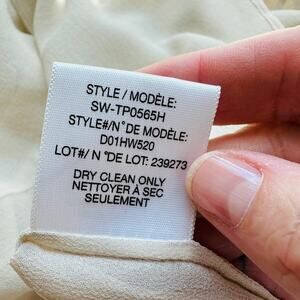 STYLE / MODÈLE:
SW-TP0565H
STYLE#/N°DE MODÈLE:
D01HW520
LOT#/ N °DE LOT: 239273
DRY CLEAN ONLY
NETTOYER À SEC
SEULEMENT